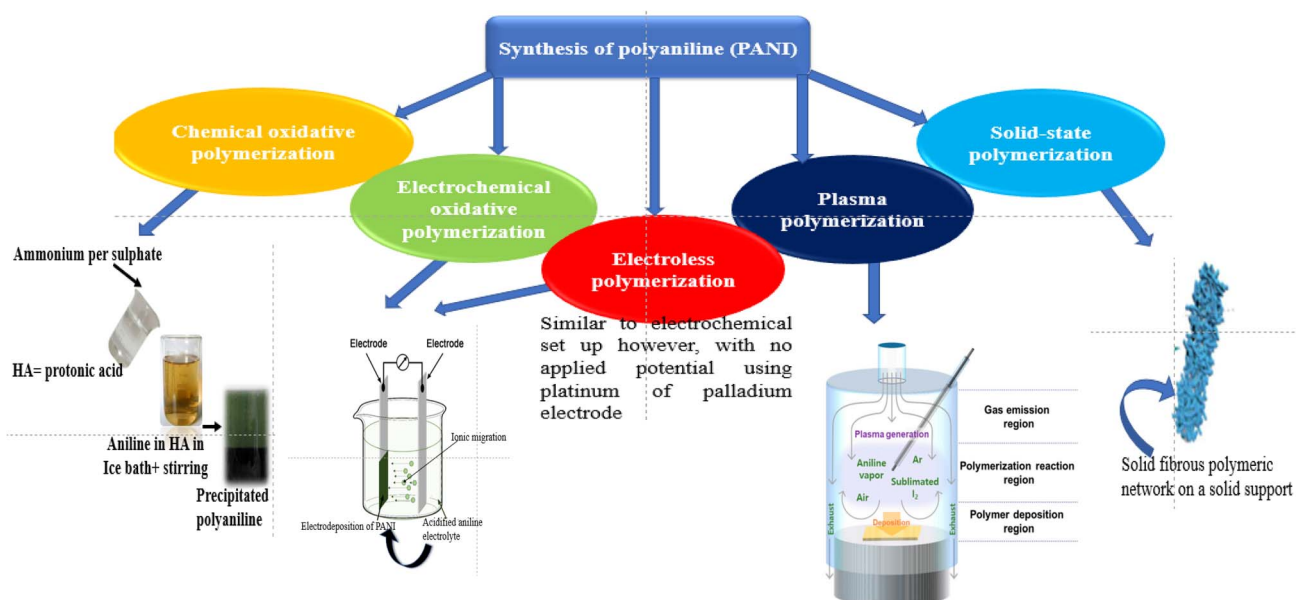 Synthesis of polyaniline (PANI)
Chemical oxidative
polymerization
Electrochemical
oxidative
polymerization
Electroless
polymerization
Plasma
polymerization
Solid-state
polymerization
Ammonium per sulphate
HA= protonic acid
Aniline in HA in
Ice bath+ stirring
Precipitated
polyaniline
Electrode
Electrode
Ionic migration
Electrodeposition of PANI
Acidified aniline
electrolyte
Similar to electrochemical
set up however, with no
applied potential using
platinum of palladium
electrode
Plasma generation
Aniline
vapor
Ar
Sublimated
I2
Air
Exhaust
Deposition
Exhaust
Gas emission
region
Polymerization reaction
region
Polymer deposition
region
Solid fibrous polymeric
network on a solid support